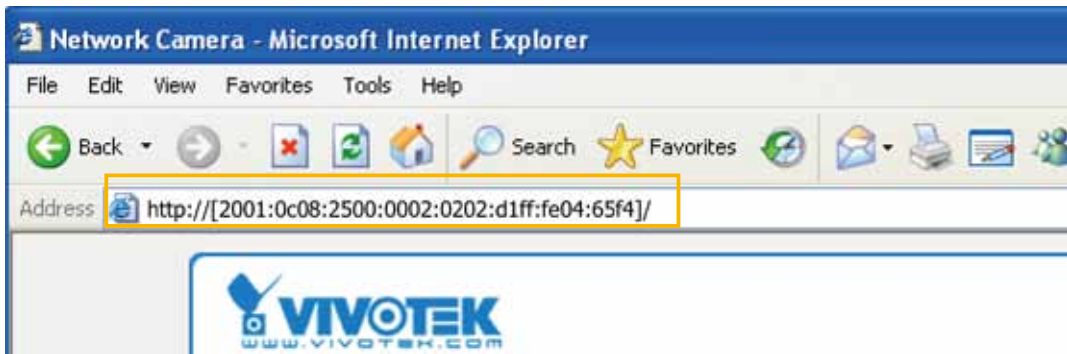 Network Camera - Microsoft Internet Explorer
File Edit View Favorites Tools Help
Back Search Favorites
Address http://[2001:0c08:2500:0002:0202:d1ff:fe04:65f4]/
VIVOTEK
www.vivotek.com